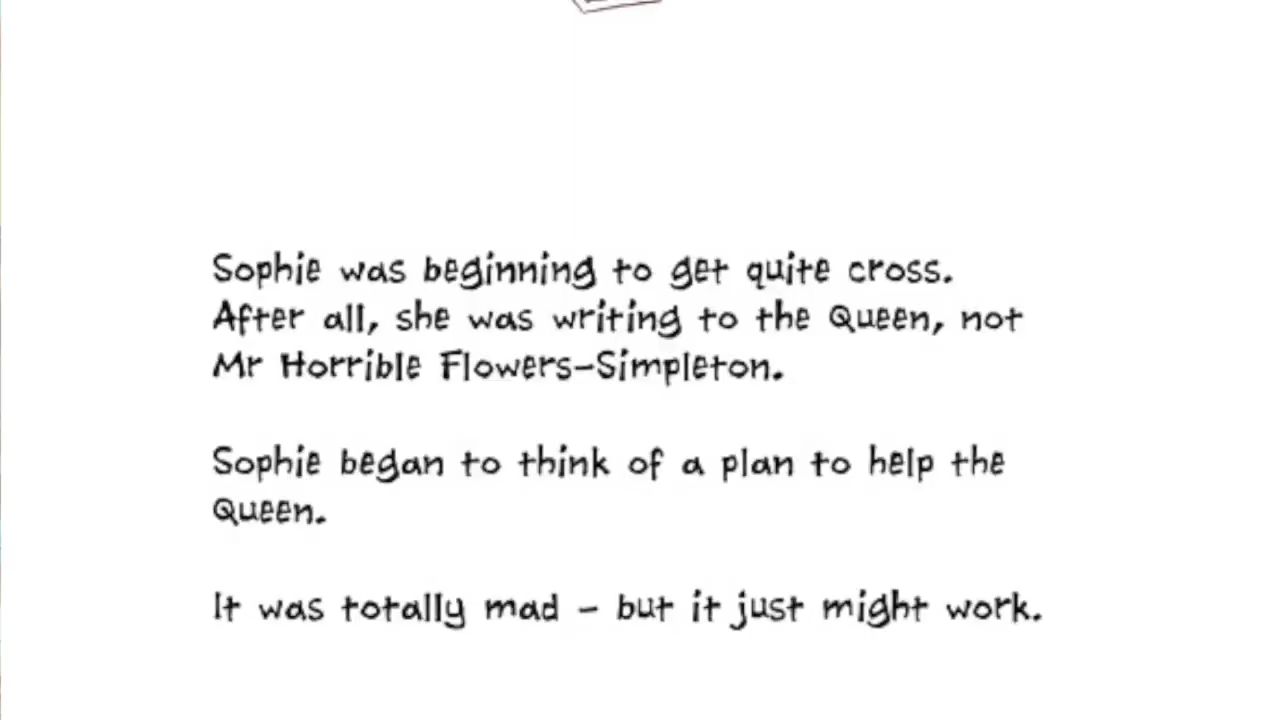 Sophie was beginning to get quite cross.
After all, she was writing to the Queen, not
Mr Horrible Flowers-Simpleton.
Sophie began to think of a plan to help the
Queen.
It was totally mad – but it just might work.